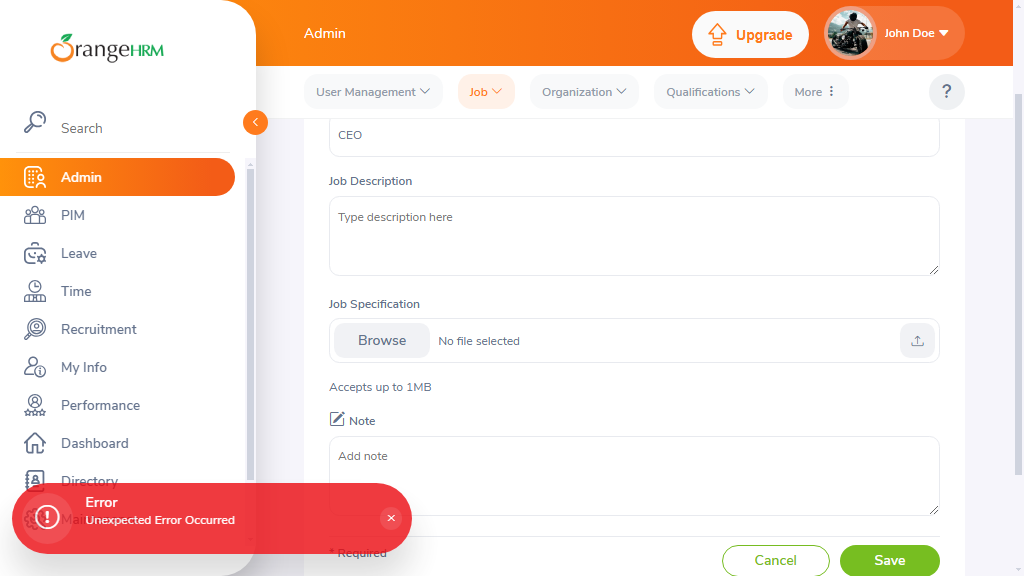 OrangeHRM
Admin
Upgrade
John Doe
Search
User Management
Job
Organization
Qualifications
More
?
Admin
PIM
Leave
Time
Recruitment
My Info
Performance
Dashboard
Directory
CEO
Job Description
Type description here
Job Specification
Browse
No file selected
Accepts up to 1MB
Note
Add note
Error
Unexpected Error Occurred
* Required
Cancel
Save